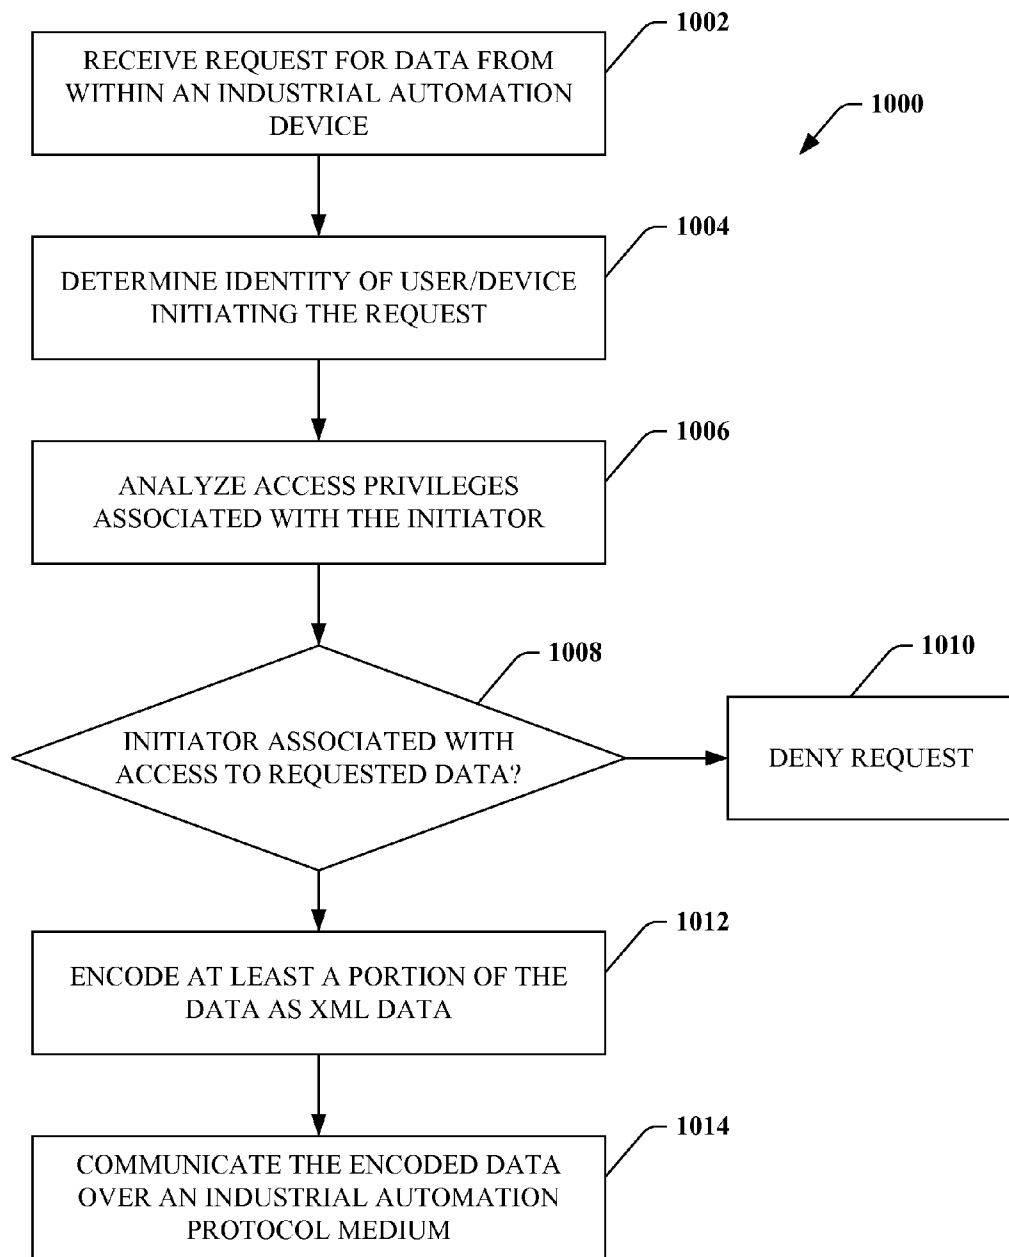 1002
RECEIVE REQUEST FOR DATA FROM
WITHIN AN INDUSTRIAL AUTOMATION
DEVICE
1000
1004
DETERMINE IDENTITY OF USER/DEVICE
INITIATING THE REQUEST
1006
ANALYZE ACCESS PRIVILEGES
ASSOCIATED WITH THE INITIATOR
1008
INITIATOR ASSOCIATED WITH
ACCESS TO REQUESTED DATA?
1010
DENY REQUEST
1012
ENCODE AT LEAST A PORTION OF THE
DATA AS XML DATA
1014
COMMUNICATE THE ENCODED DATA
OVER AN INDUSTRIAL AUTOMATION
PROTOCOL MEDIUM